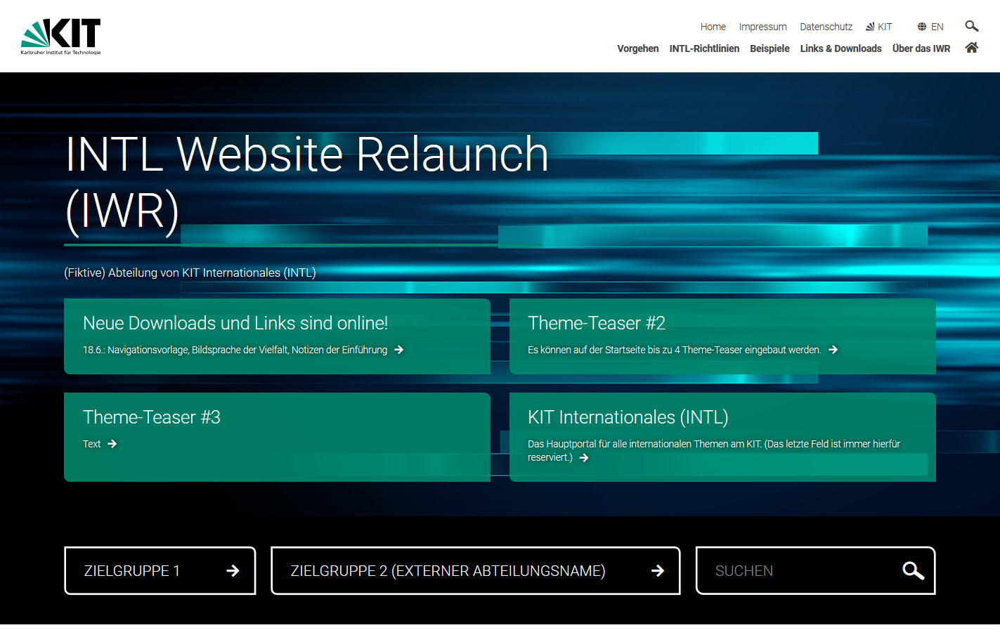 KIT
Karlsruher Institut für Technologie
Home Impressum Datenschutz KIT EN
Vorgehen INTL-Richtlinien Beispiele Links & Downloads Über das IWR
INTL Website Relaunch
(IWR)
(Fiktive) Abteilung von KIT Internationales (INTL)
Neue Downloads und Links sind online!
18.6.: Navigationsvorlage, Bildsprache der Vielfalt, Notizen der Einführung
Theme-Teaser #2
Es können auf der Startseite bis zu 4 Theme-Teaser eingebaut werden.
Theme-Teaser #3
Text
KIT Internationales (INTL)
Das Hauptportal für alle internationalen Themen am KIT. (Das letzte Feld ist immer hierfür
reserviert.)
ZIELGRUPPE 1
ZIELGRUPPE 2 (EXTERNER ABTEILUNGSNAME)
SUCHEN